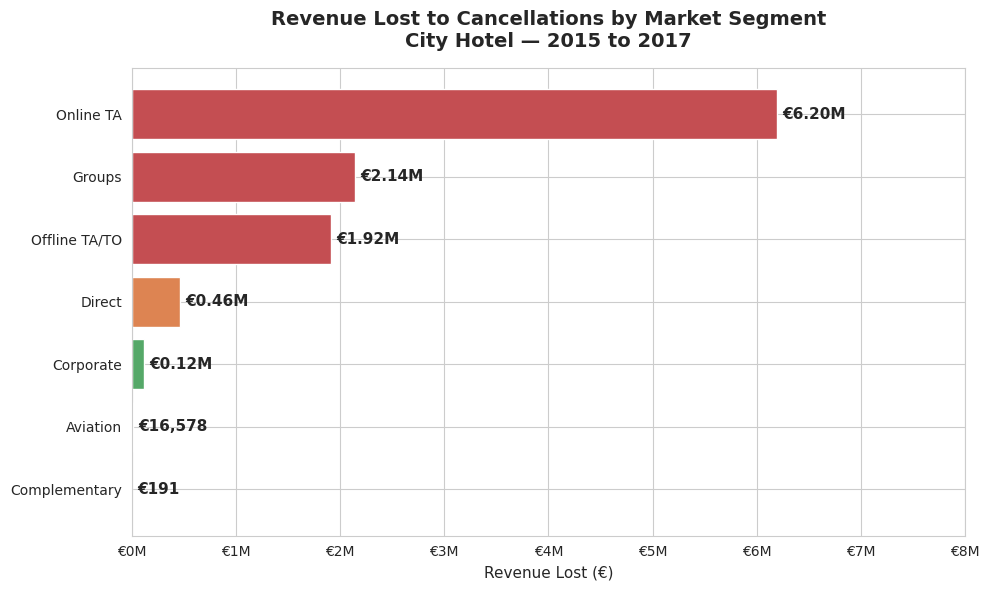 Revenue Lost to Cancellations by Market Segment
City Hotel — 2015 to 2017
Online TA
€6.20M
Groups
€2.14M
Offline TA/TO
€1.92M
Direct
€0.46M
Corporate
€0.12M
Aviation
€16,578
Complementary
€191
€0M €1M €2M €3M €4M €5M €6M €7M €8M
Revenue Lost (€)